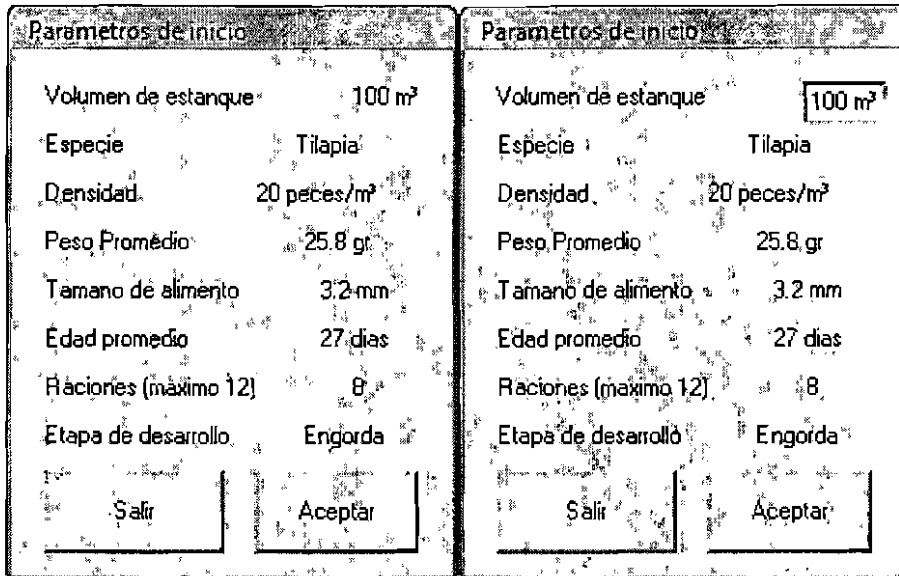 Parametros de inicio
Volumen de estanque 100 m³
Especie Tilapia
Densidad 20 peces/m³
Peso Promedio 25.8 gr
Tamano de alimento 3.2 mm
Edad promedio 27 dias
Raciones (maximo 12) 8
Etapa de desarrollo Engorda
Salir Aceptar
Parametros de inicio
Volumen de estanque 100 m³
Especie Tilapia
Densidad 20 peces/m³
Peso Promedio 25.8 gr
Tamano de alimento 3.2 mm
Edad promedio 27 dias
Raciones (maximo 12) 8
Etapa de desarrollo Engorda
Salir Aceptar